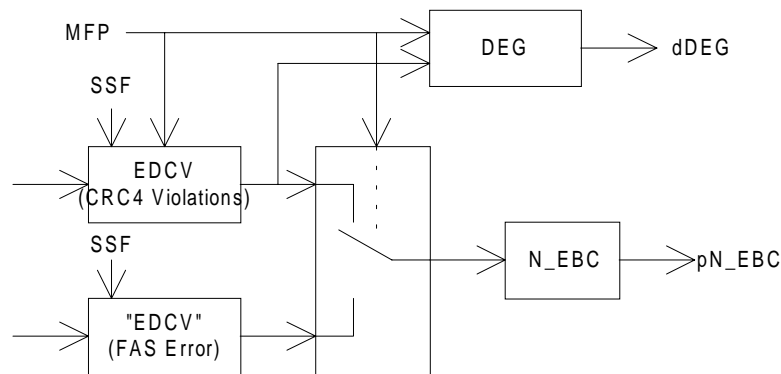 MFP
DEG
dDEG
SSF
EDCV
(CRC4 Violations)
SSF
N_EBC
pN_EBC
"EDCV"
(FAS Error)